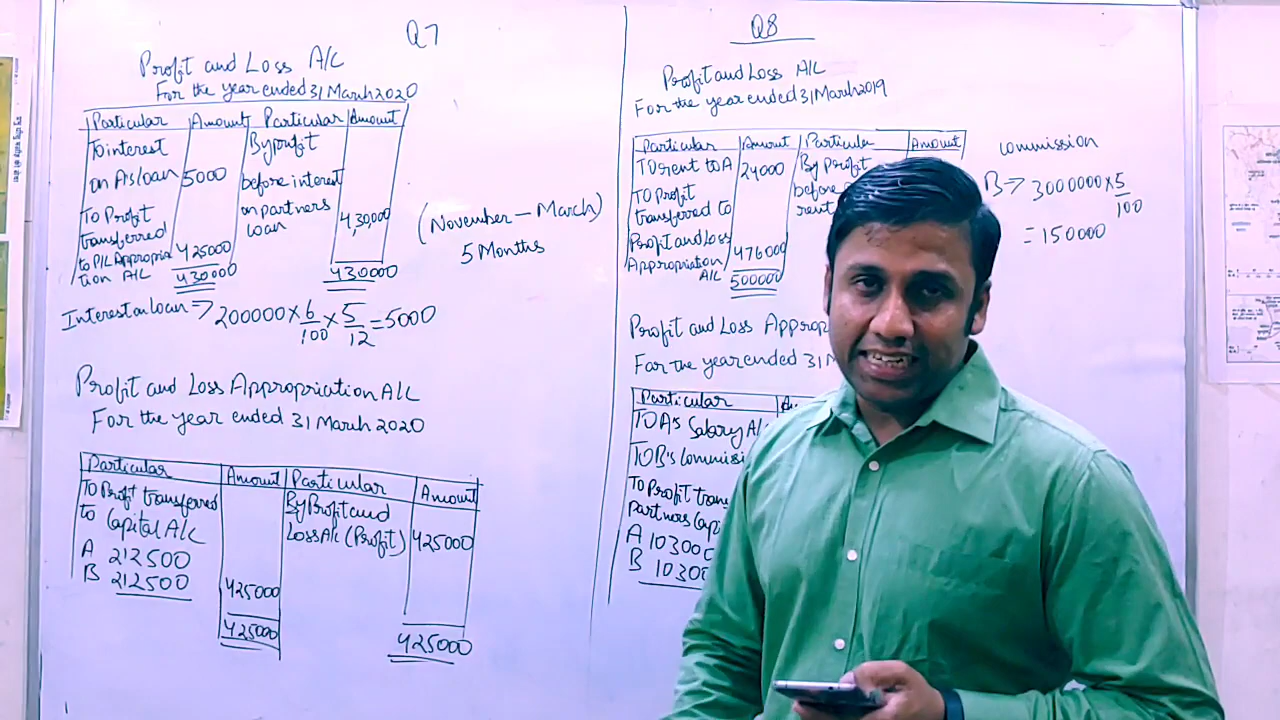 Q7
Profit and Loss A/C
For the year ended 31 March 2020
Particular Amount Particular Amount
To interest
on A's loan 5000
To Profit
transferred
to P/L Appropria
tion A/C 425000
430000
By profit
before interest
on partners
loan 4,30,000
430000
(November – March)
5 Months
Interest on loan ⇒ 200000 × 6/100 × 5/12 = 5000
Profit and Loss Appropriation A/C
For the year ended 31 March 2020
Particular Amount Particular Amount
To Profit transferred
to Capital A/C
A 212500
B 212500
425000
425000
By Profit and
Loss A/c (Profit) 425000
425000
Q8
Profit and Loss A/C
For the year ended 31 March 2019
Particular Amount Particular Amount
To rent to A 24000
To Profit
transferred to
Profit and Loss
Appropriation
A/C 476000
500000
By Profit
before
rent
commission
B ⇒ 3000000 × 5/100
= 150000
Profit and Loss Approp
For the year ended 31 M
Particular
To A's Salary A/c
To B's Commissi
To Profit tran
Partners Capi
A 103000
B 10300